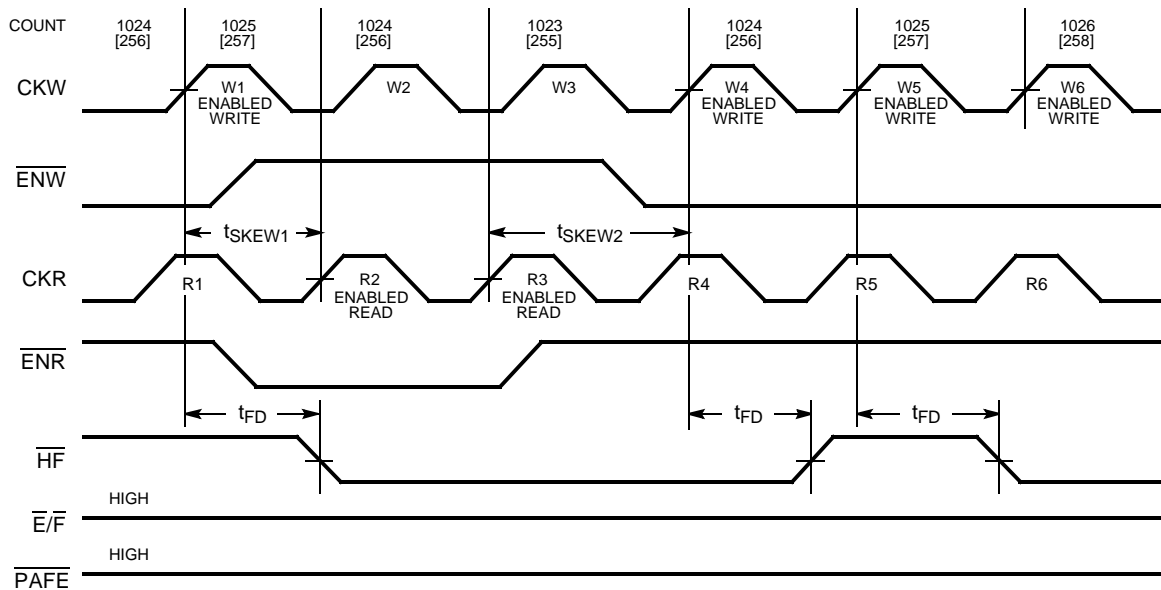 COUNT 1024 1025 1024 1023 1024 1025 1026
[256] [257] [256] [255] [256] [257] [258]
CKW W1 W2 W3 W4 W5 W6
ENABLED ENABLED ENABLED ENABLED
WRITE WRITE WRITE WRITE
ENW
tSKEW1 tSKEW2
CKR R1 R2 R3 R4 R5 R6
ENABLED ENABLED
READ READ
ENR
tFD tFD tFD
HF
HIGH
E/F
HIGH
PAFE